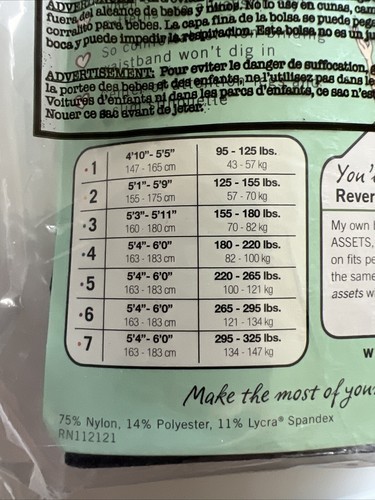 fuera del alcance de bebés y niños. No lo use en cunas,
corralito para bebés. La capa fina de la bolsa se puede
boca y puede impedir la respiración. Esta bolsa no es un
So
waistband won't dig in
ADVERTISEMENT: Pour eviter le danger de suffocation,
la portee des bebes et des enfants, ne l'utilisez pas dans
Voitures d'enfants ni dans les parcs d'enfants, ce sac n'est
Nouer ce sac avant de jeter.
•1 4'10"- 5'5" 95 - 125 lbs.
147 - 165 cm 43 - 57 kg
2 5'1"- 5'9" 125 - 155 lbs.
155 - 175 cm 57 - 70 kg
•3 5'3"- 5'11" 155 - 180 lbs.
160 - 180 cm 70 - 82 kg
•4 5'4"- 6'0" 180 - 220 lbs.
163 - 183 cm 82 - 100 kg
•5 5'4"- 6'0" 220 - 265 lbs.
163 - 183 cm 100 - 121 kg
•6 5'4"- 6'0" 265 - 295 lbs.
163 - 183 cm 121 - 134 kg
•7 5'4"- 6'0" 295 - 325 lbs.
163 - 183 cm 134 - 147 kg
You'
Rever
My own
ASSETS,
on fits pe
the same
assets w
W
Make the most of you
75% Nylon, 14% Polyester, 11% Lycra® Spandex
RN112121